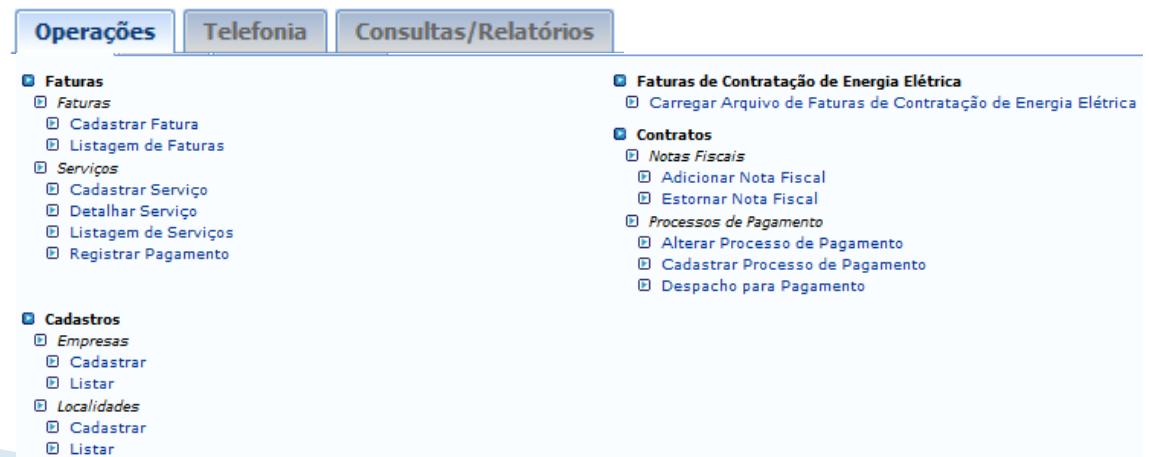 Operações
Telefonia
Consultas/Relatórios
Faturas
Faturas
Cadastrar Fatura
Listagem de Faturas
Serviços
Cadastrar Serviço
Detalhar Serviço
Listagem de Serviços
Registrar Pagamento
Cadastros
Empresas
Cadastrar
Listar
Localidades
Cadastrar
Listar
Faturas de Contratação de Energia Elétrica
Carregar Arquivo de Faturas de Contratação de Energia Elétrica
Contratos
Notas Fiscais
Adicionar Nota Fiscal
Estornar Nota Fiscal
Processos de Pagamento
Alterar Processo de Pagamento
Cadastrar Processo de Pagamento
Despacho para Pagamento